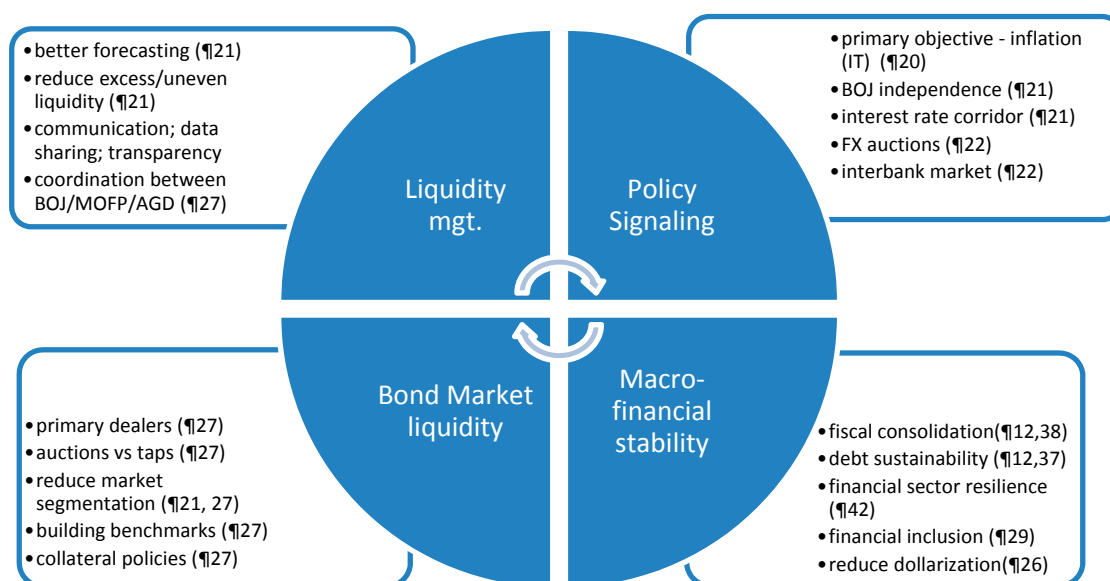 •better forecasting (¶21)
•reduce excess/uneven
liquidity (¶21)
•communication; data
sharing; transparency
•coordination between
BOJ/MOFP/AGD (¶27)
•primary objective - inflation
(IT)  (¶20)
•BOJ independence (¶21)
•interest rate corridor (¶21)
•FX auctions (¶22)
•interbank market (¶22)
Liquidity
mgt.
Policy
Signaling
Bond Market
liquidity
Macro-
financial
stability
•primary dealers (¶27)
•auctions vs taps (¶27)
•reduce market
segmentation (¶21, 27)
•building benchmarks (¶27)
•collateral policies (¶27)
•fiscal consolidation(¶12,38)
•debt sustainability (¶12,37)
•financial sector resilience
(¶42)
•financial inclusion (¶29)
•reduce dollarization(¶26)